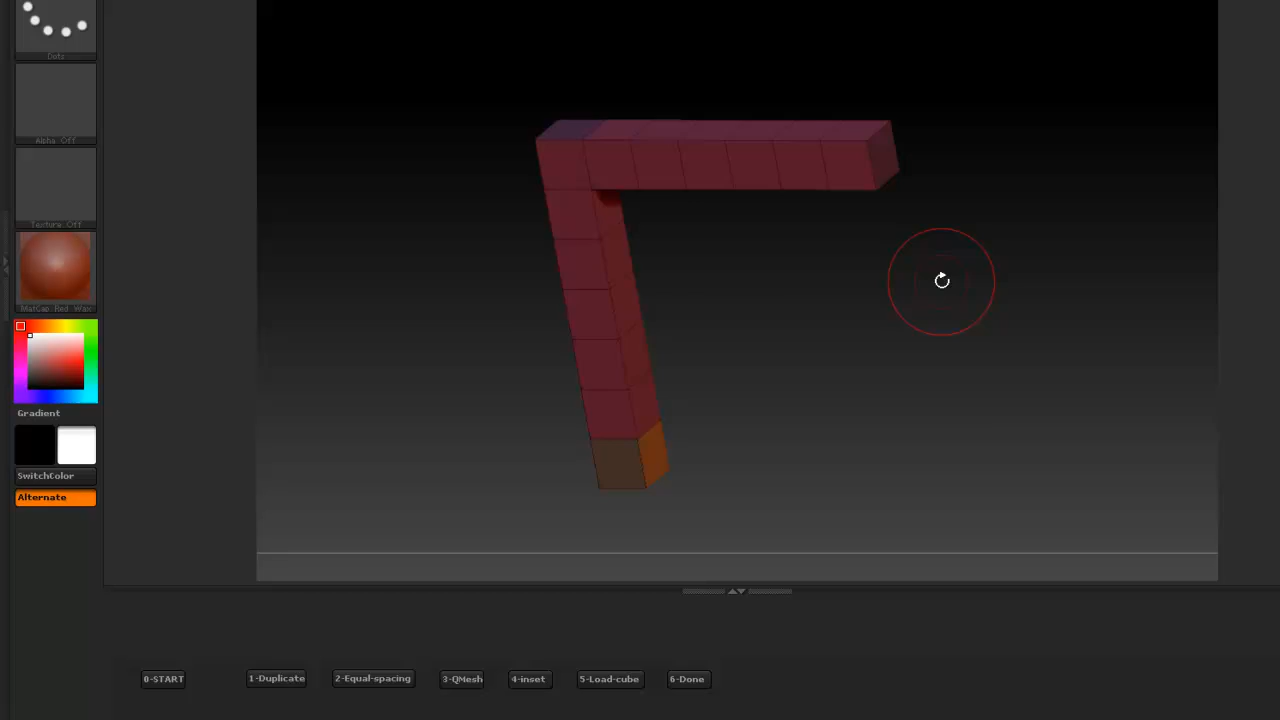 Dots
Alpha Off
Texture Off
MatCap Red Wax
Gradient
SwitchColor
Alternate
0-START
1-Duplicate
2-Equal-spacing
3-QMesh
4-inset
5-Load-cube
6-Done